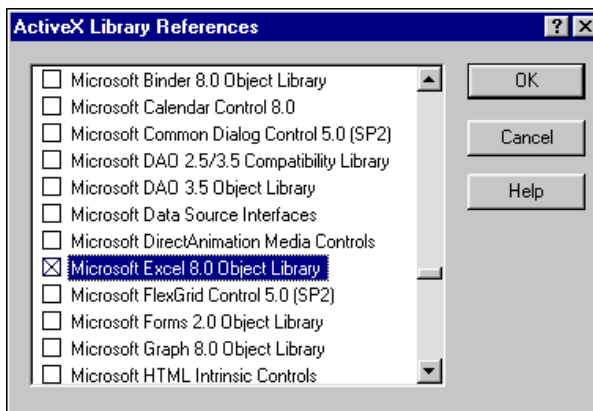 ActiveX Library References
Microsoft Binder 8.0 Object Library
Microsoft Calendar Control 8.0
Microsoft Common Dialog Control 5.0 (SP2)
Microsoft DAO 2.5/3.5 Compatibility Library
Microsoft DAO 3.5 Object Library
Microsoft Data Source Interfaces
Microsoft DirectAnimation Media Controls
Microsoft Excel 8.0 Object Library
Microsoft FlexGrid Control 5.0 (SP2)
Microsoft Forms 2.0 Object Library
Microsoft Graph 8.0 Object Library
Microsoft HTML Intrinsic Controls
OK
Cancel
Help